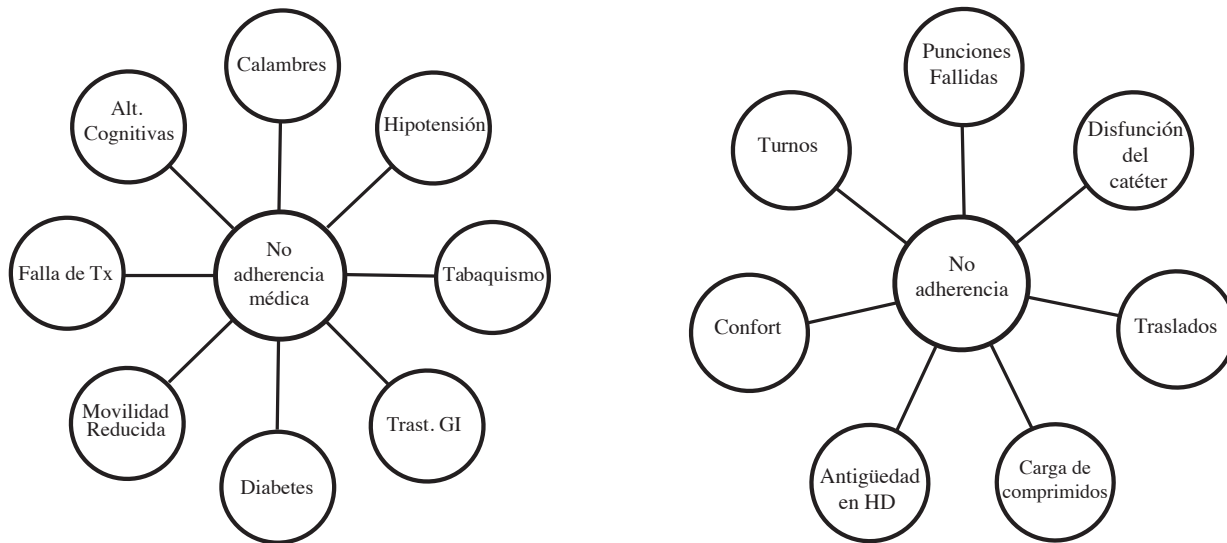 Calambres
Alt.
Cognitivas
Hipotensión
Falla de Tx
No
adherencia
médica
Tabaquismo
Movilidad
Reducida
Trast. GI
Diabetes
Punciones
Fallidas
Turnos
Disfunción
del
catéter
No
adherencia
Confort
Traslados
Antigüedad
en HD
Carga de
comprimidos